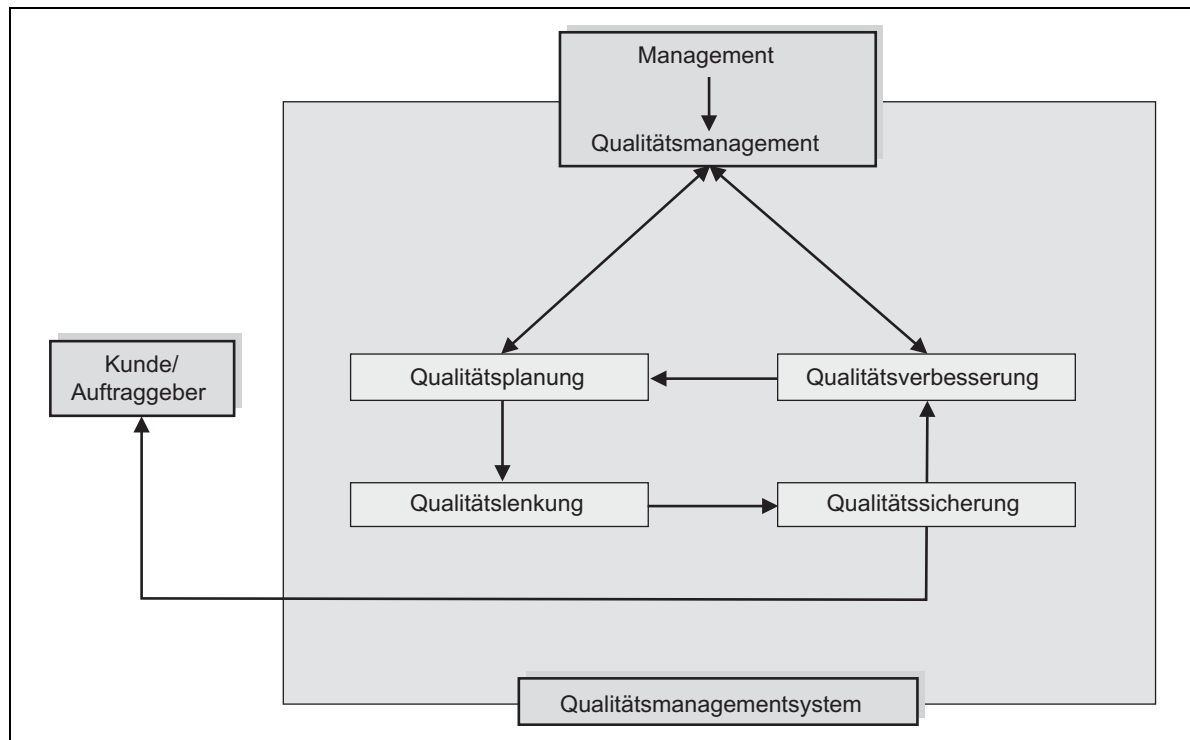 Management
Qualitätsmanagement
Kunde/
Auftraggeber
Qualitätsplanung
Qualitätsverbesserung
Qualitätslenkung
Qualitätssicherung
Qualitätsmanagementsystem